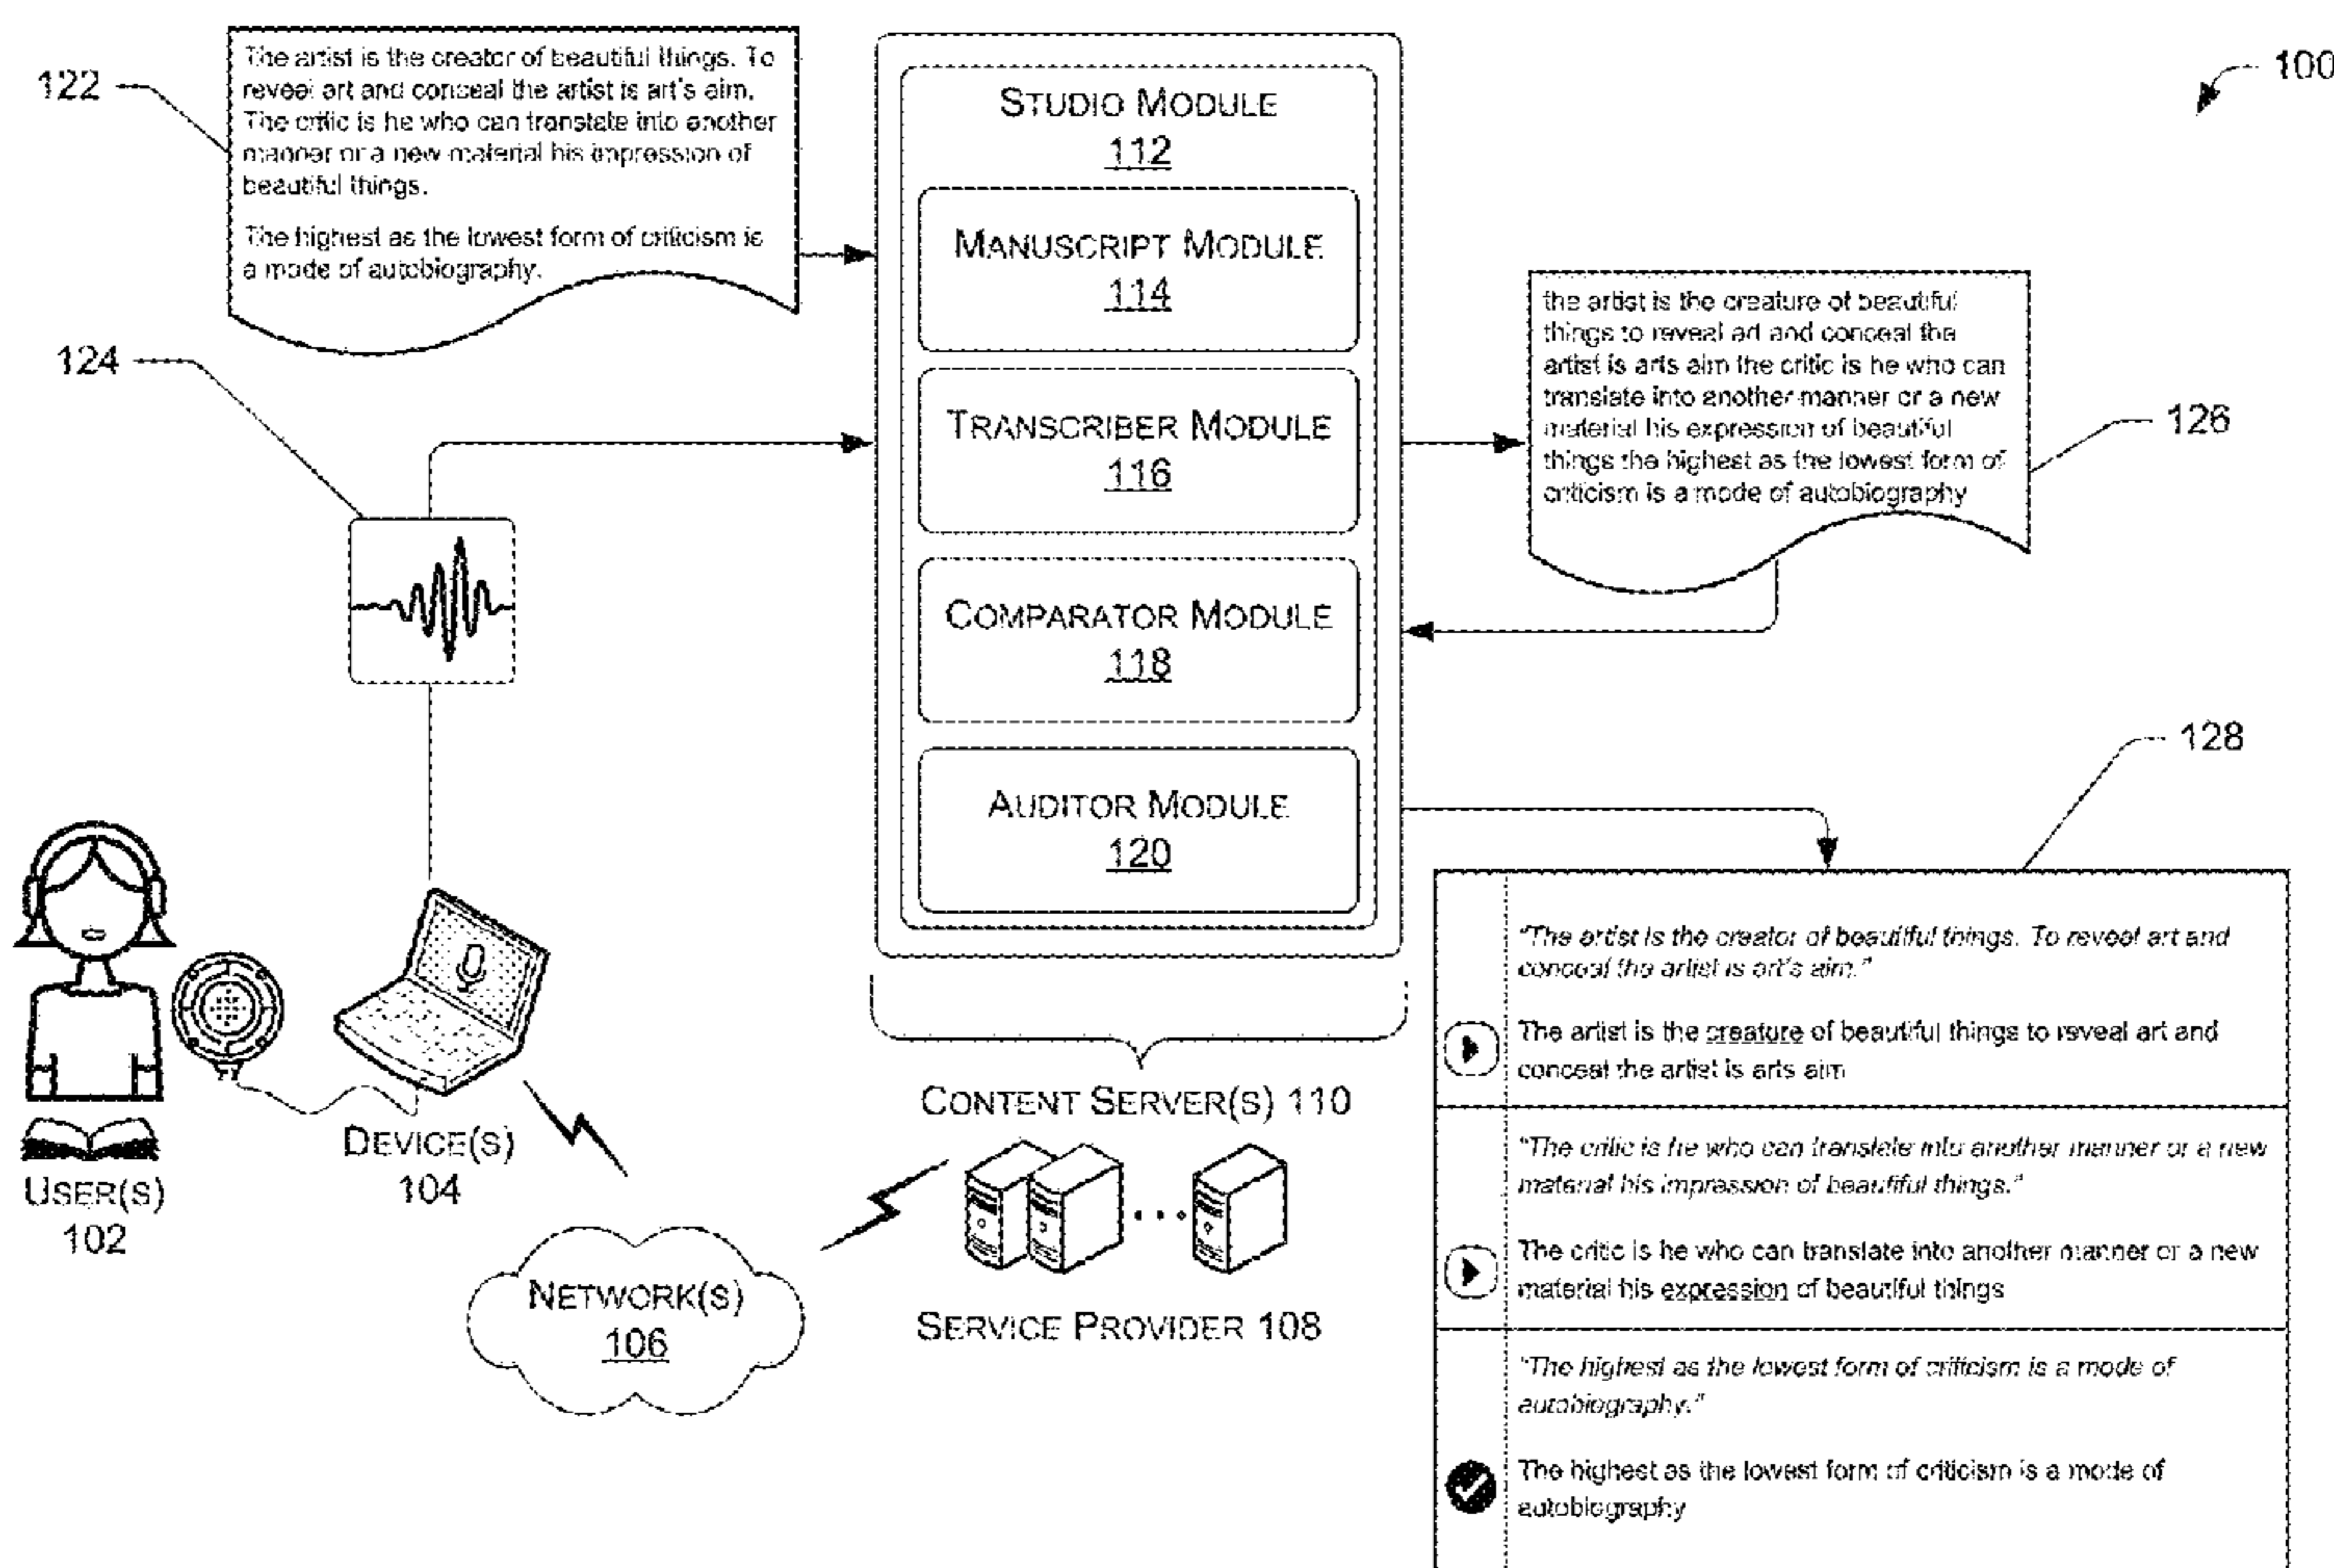 100
122
The artist is the creator of beautiful things. To
reveal art and conceal the artist is art's aim.
The critic is he who can translate into another
manner or a new material his impression of
beautiful things.
The highest as the lowest form of criticism is
a mode of autobiography.
124
STUDIO MODULE
112
MANUSCRIPT MODULE
114
TRANSCRIBER MODULE
116
COMPARATOR MODULE
118
AUDITOR MODULE
120
the artist is the creature of beautiful
things to reveal art and conceal the
artist is arts aim the critic is he who can
translate into another manner or a new
material his expression of beautiful
things the highest as the lowest form of
criticism is a mode of autobiography
126
128
"The artist is the creator of beautiful things. To reveal art and
conceal the artist is art's aim."
The artist is the creature of beautiful things to reveal art and
conceal the artist is arts aim
"The critic is he who can translate into another manner or a new
material his impression of beautiful things."
The critic is he who can translate into another manner or a new
material his expression of beautiful things
"The highest as the lowest form of criticism is a mode of
autobiography."
The highest as the lowest form of criticism is a mode of
autobiography
USER(S)
102
DEVICE(S)
104
NETWORK(S)
106
CONTENT SERVER(S) 110
SERVICE PROVIDER 108